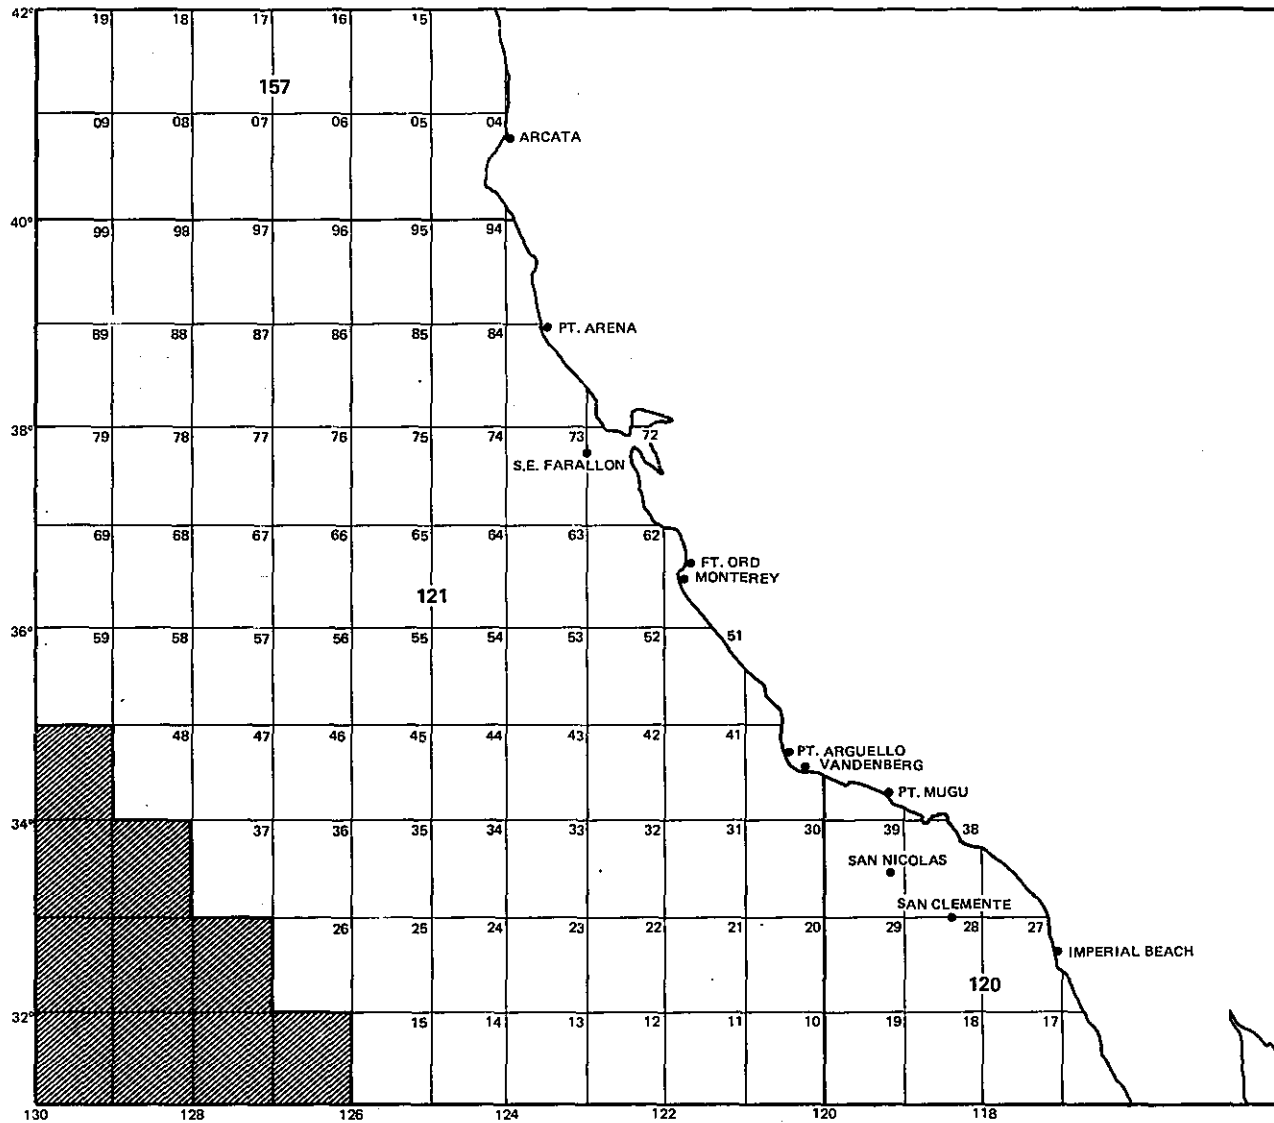 42° 19 18 17 16 15
157
09 08 07 06 05 04
ARCATA
40° 99 98 97 96 95 94
89 88 87 86 85 84
PT. ARENA
38° 79 78 77 76 75 74 73 72
S.E. FARALLON
69 68 67 66 65 64 63 62
FT. ORD
MONTEREY
121
36° 59 58 57 56 55 54 53 52 51
48 47 46 45 44 43 42 41
PT. ARGUELLO
VANDENBERG
PT. MUGU
34° 37 36 35 34 33 32 31 30 39 38
SAN NICOLAS
SAN CLEMENTE
26 25 24 23 22 21 20 29 28 27
IMPERIAL BEACH
120
32° 15 14 13 12 11 10 19 18 17
130 128 126 124 122 120 118